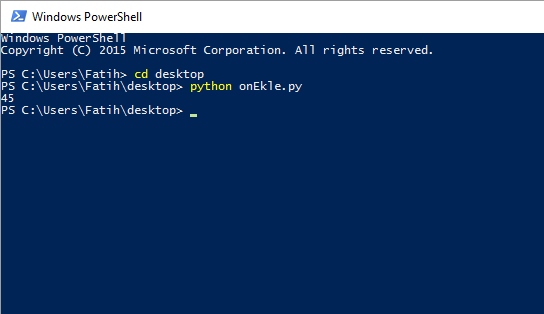 Windows PowerShell
Windows PowerShell
Copyright (C) 2015 Microsoft Corporation. All rights reserved.
PS C:\Users\Fatih> cd desktop
PS C:\Users\Fatih\desktop> python onEkle.py
45
PS C:\Users\Fatih\desktop>